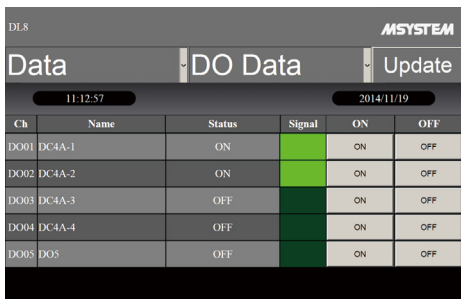 DL8 MSYSTEM
Data DO Data Update
11:12:57 2014/11/19
Ch Name Status Signal ON OFF
DO01 DC4A-1 ON ON OFF
DO02 DC4A-2 ON ON OFF
DO03 DC4A-3 OFF ON OFF
DO04 DC4A-4 OFF ON OFF
DO05 DO5 OFF ON OFF